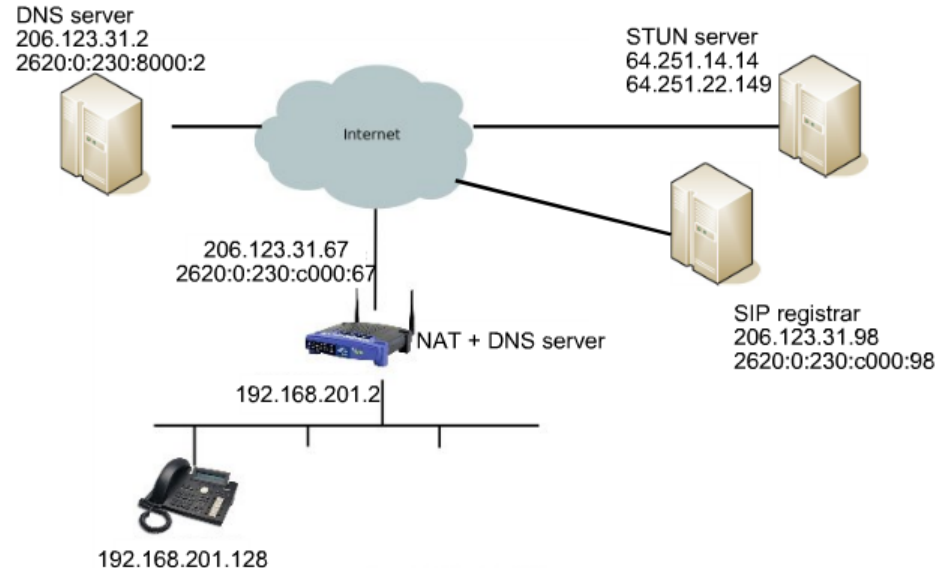 DNS server
206.123.31.2
2620:0:230:8000:2
STUN server
64.251.14.14
64.251.22.149
Internet
206.123.31.67
2620:0:230:c000:67
NAT + DNS server
SIP registrar
206.123.31.98
2620:0:230:c000:98
192.168.201.2
192.168.201.128